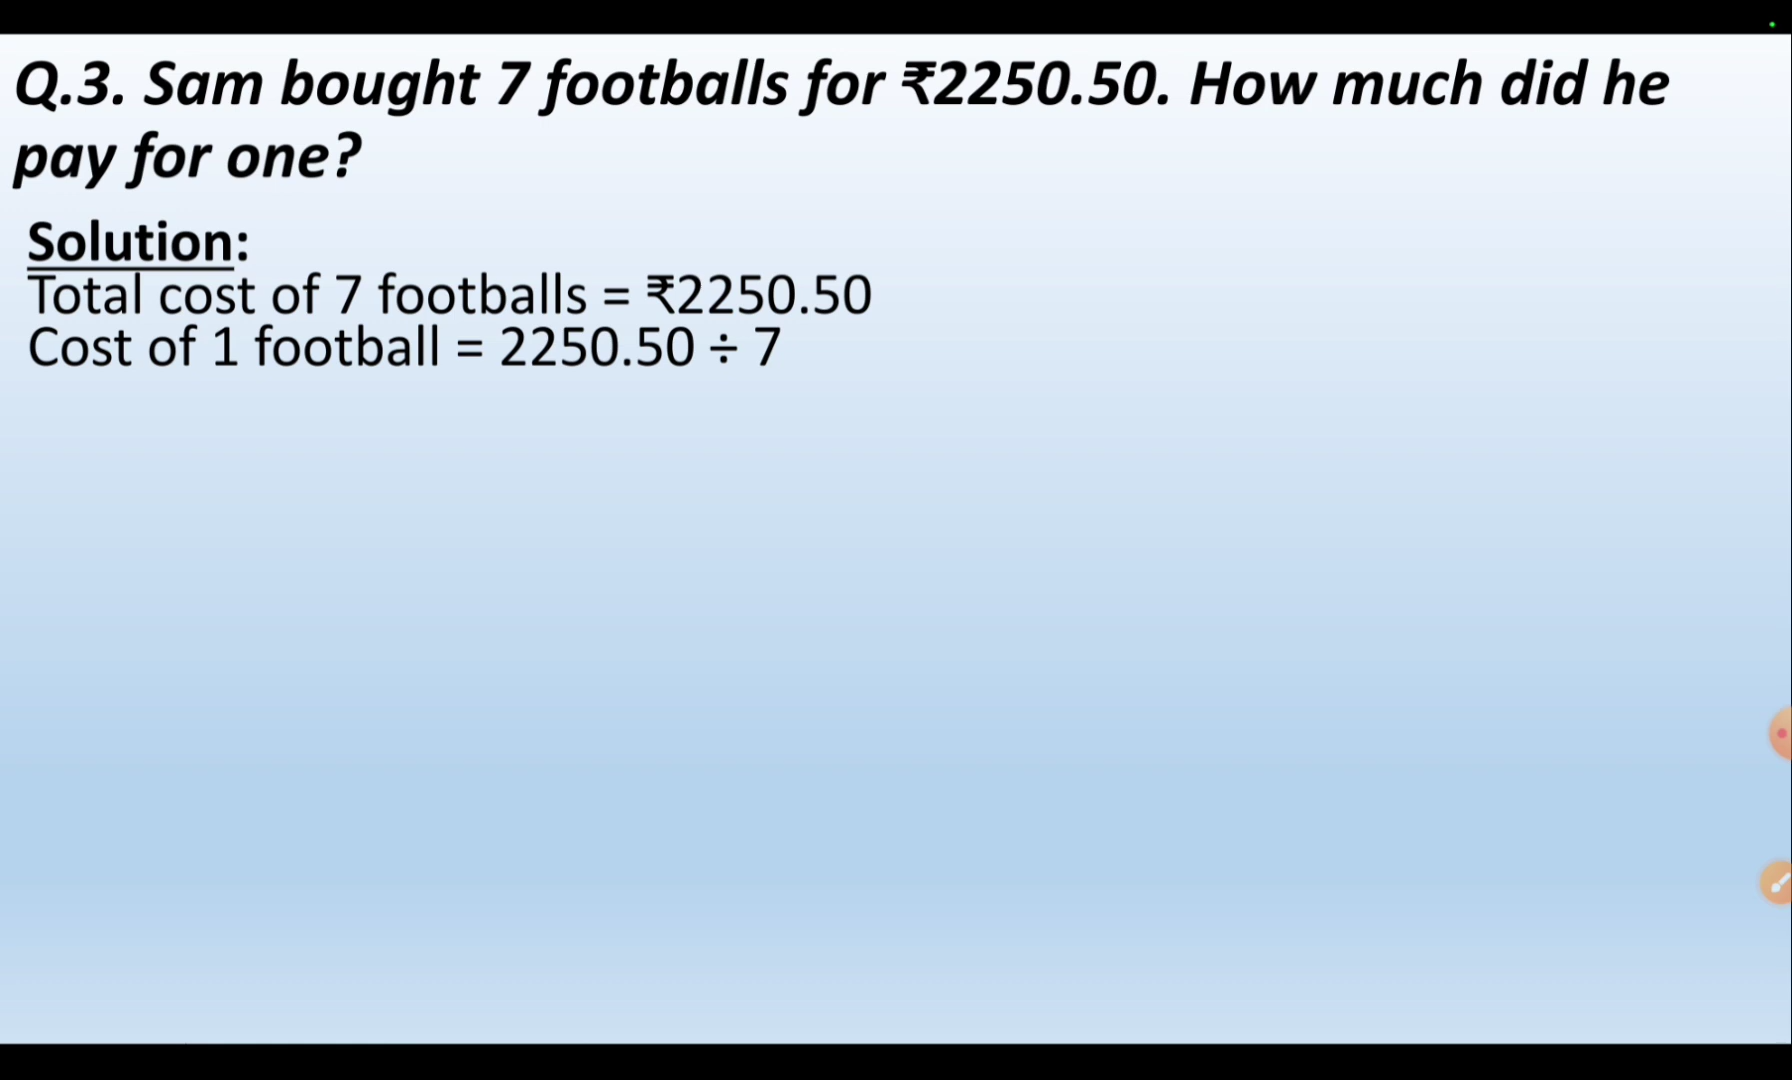 Q.3. Sam bought 7 footballs for ₹2250.50. How much did he
pay for one?
Solution:
Total cost of 7 footballs = ₹2250.50
Cost of 1 football = 2250.50 ÷ 7